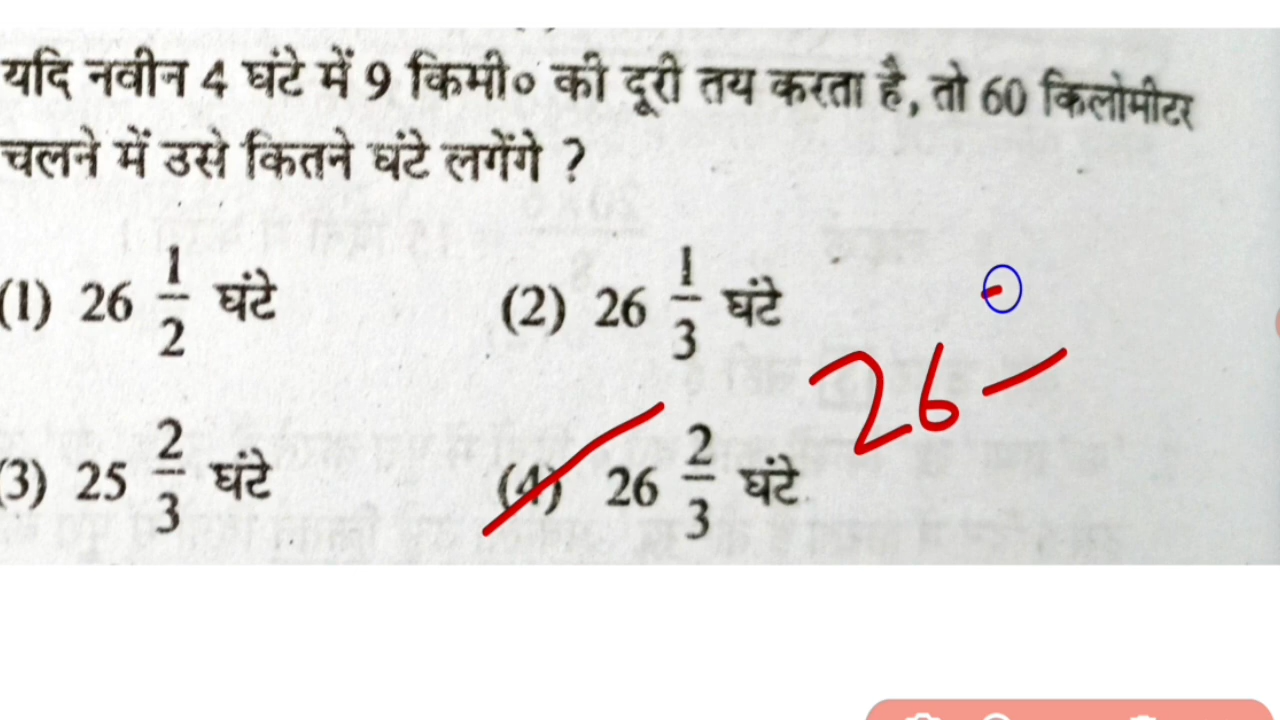 यदि नवीन 4 घंटे में 9 किमी० की दूरी तय करता है, तो 60 किलोमीटर
चलने में उसे कितने घंटे लगेंगे ?
(1) 26 1/2 घंटे (2) 26 1/3 घंटे
26
(3) 25 2/3 घंटे (4) 26 2/3 घंटे